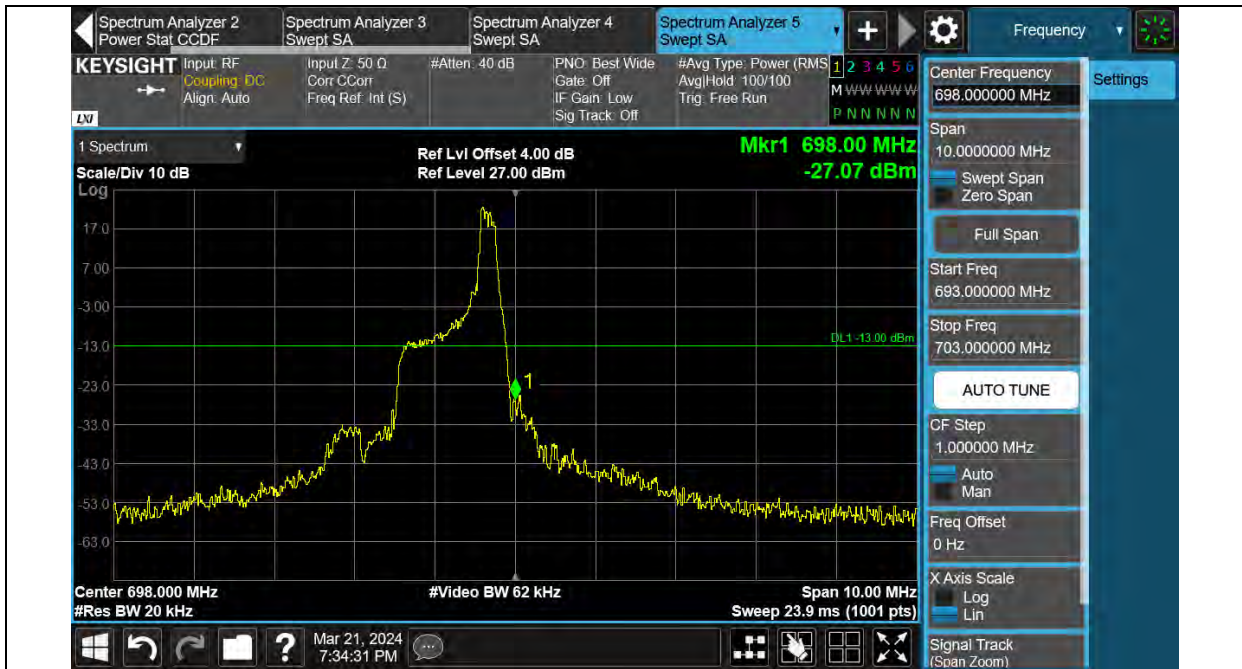 Spectrum Analyzer 2
Power Stat CCDF
Spectrum Analyzer 3
Swept SA
Spectrum Analyzer 4
Swept SA
Spectrum Analyzer 5
Swept SA
+
Frequency
KEYSIGHT
LXI
Input: RF
Coupling: DC
Align: Auto
Input Z: 50 Ω
Corr CCorr
Freq Ref: Int (S)
#Atten: 40 dB
PNO: Best Wide
Gate: Off
IF Gain: Low
Sig Track: Off
#Avg Type: Power (RMS
Avg|Hold: 100/100
Trig: Free Run
1 2 3 4 5 6
M W W W W W
P N N N N N
1 Spectrum
Scale/Div 10 dB
Log
Ref Lvl Offset 4.00 dB
Ref Level 27.00 dBm
Mkr1 698.00 MHz
-27.07 dBm
17.0
7.00
-3.00
-13.0
-23.0
-33.0
-43.0
-53.0
-63.0
DL1 -13.00 dBm
1
Center 698.000 MHz
#Res BW 20 kHz
#Video BW 62 kHz
Span 10.00 MHz
Sweep 23.9 ms (1001 pts)
Center Frequency
698.000000 MHz
Settings
Span
10.0000000 MHz
Swept Span
Zero Span
Full Span
Start Freq
693.000000 MHz
Stop Freq
703.000000 MHz
AUTO TUNE
CF Step
1.000000 MHz
Auto
Man
Freq Offset
0 Hz
X Axis Scale
Log
Lin
Signal Track
(Span Zoom)
?
Mar 21, 2024
7:34:31 PM